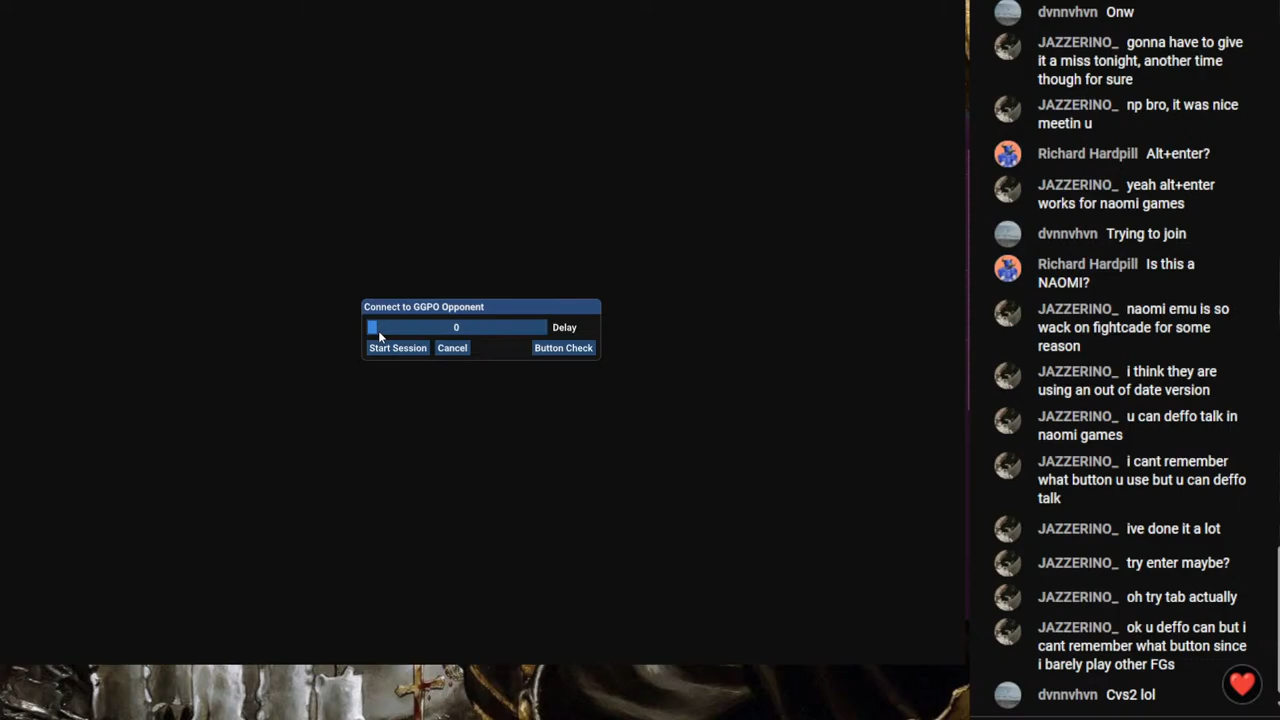 Connect to GGPO Opponent
0 Delay
Start Session Cancel Button Check
dvnnvhvn Onw
JAZZERINO_ gonna have to give
it a miss tonight, another time
though for sure
JAZZERINO_ np bro, it was nice
meetin u
Richard Hardpill Alt+enter?
JAZZERINO_ yeah alt+enter
works for naomi games
dvnnvhvn Trying to join
Richard Hardpill Is this a
NAOMI?
JAZZERINO_ naomi emu is so
wack on fightcade for some
reason
JAZZERINO_ i think they are
using an out of date version
JAZZERINO_ u can deffo talk in
naomi games
JAZZERINO_ i cant remember
what button u use but u can deffo
talk
JAZZERINO_ ive done it a lot
JAZZERINO_ try enter maybe?
JAZZERINO_ oh try tab actually
JAZZERINO_ ok u deffo can but i
cant remember what button since
i barely play other FGs
dvnnvhvn Cvs2 lol